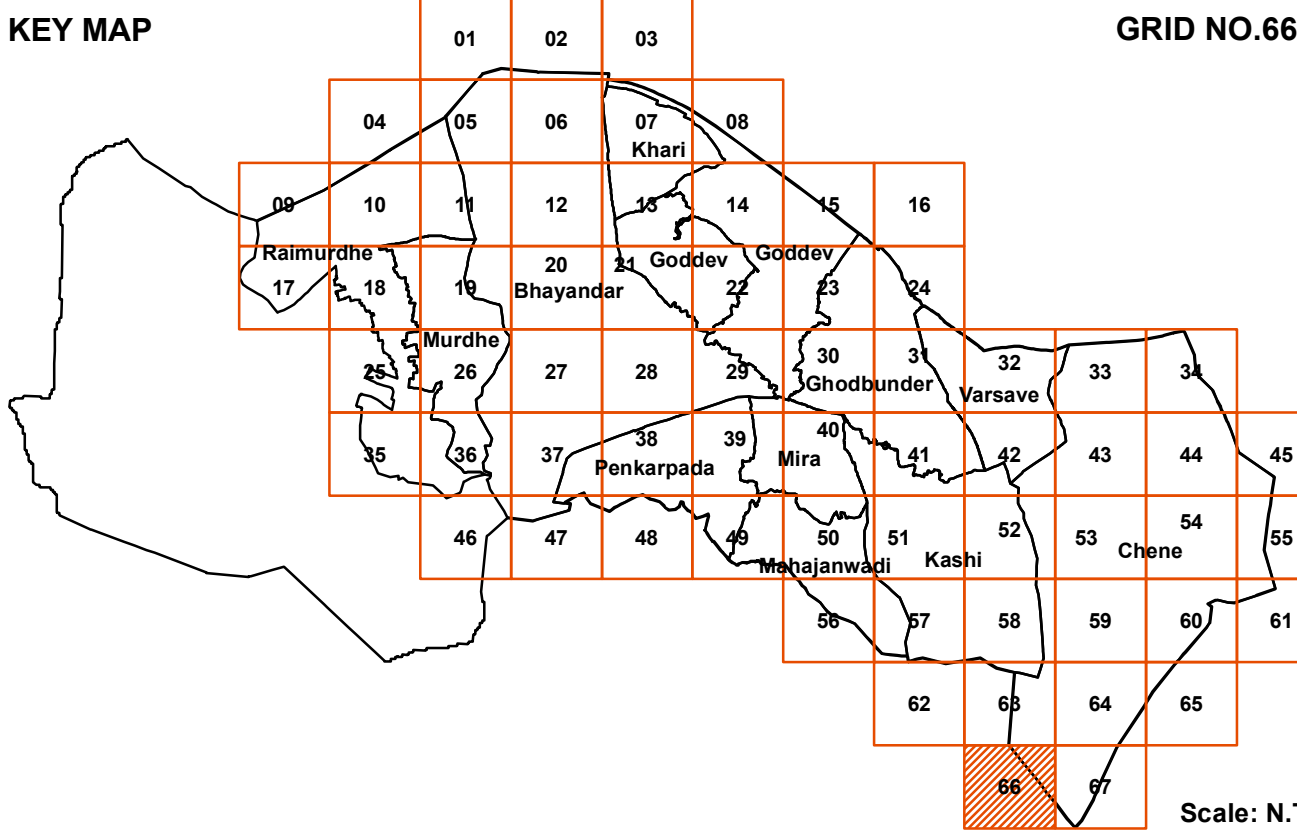 KEY MAP
GRID NO.66
01 02 03
04 05 06 07 08
Khari
09 10 11 12 13 14 15 16
Raimurdhe
Goddev
Goddev
17 18 19 20 21 22 23 24
Bhayandar
Murdhe
25 26 27 28 29 30 31 32 33 34
Ghodbunder
Varsave
35 36 37 38 39 40 41 42 43 44 45
Penkarpada
Mira
46 47 48 49 50 51 52 53 54 55
Mahajanwadi
Kashi
Chene
56 57 58 59 60 61
62 63 64 65
66 67
Scale: N.T